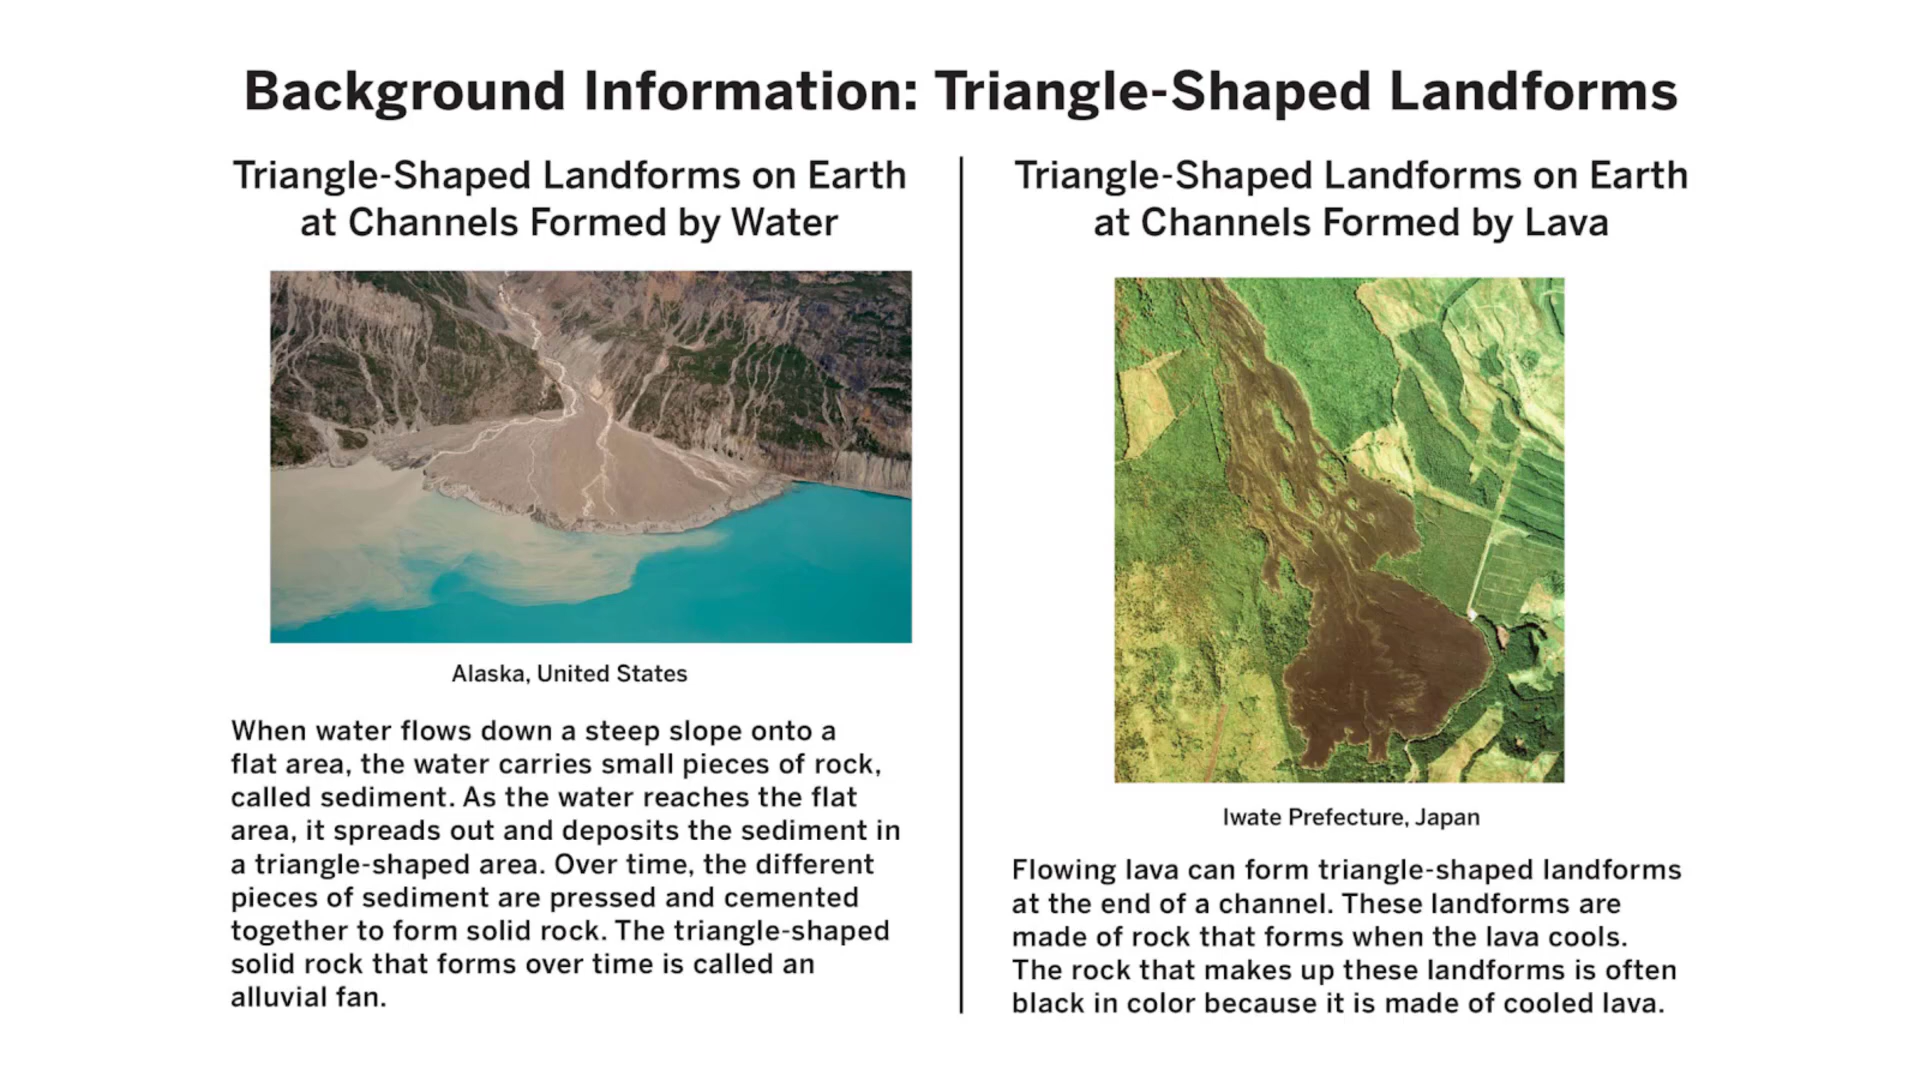 Background Information: Triangle-Shaped Landforms
Triangle-Shaped Landforms on Earth
at Channels Formed by Water
Alaska, United States
When water flows down a steep slope onto a
flat area, the water carries small pieces of rock,
called sediment. As the water reaches the flat
area, it spreads out and deposits the sediment in
a triangle-shaped area. Over time, the different
pieces of sediment are pressed and cemented
together to form solid rock. The triangle-shaped
solid rock that forms over time is called an
alluvial fan.
Triangle-Shaped Landforms on Earth
at Channels Formed by Lava
Iwate Prefecture, Japan
Flowing lava can form triangle-shaped landforms
at the end of a channel. These landforms are
made of rock that forms when the lava cools.
The rock that makes up these landforms is often
black in color because it is made of cooled lava.